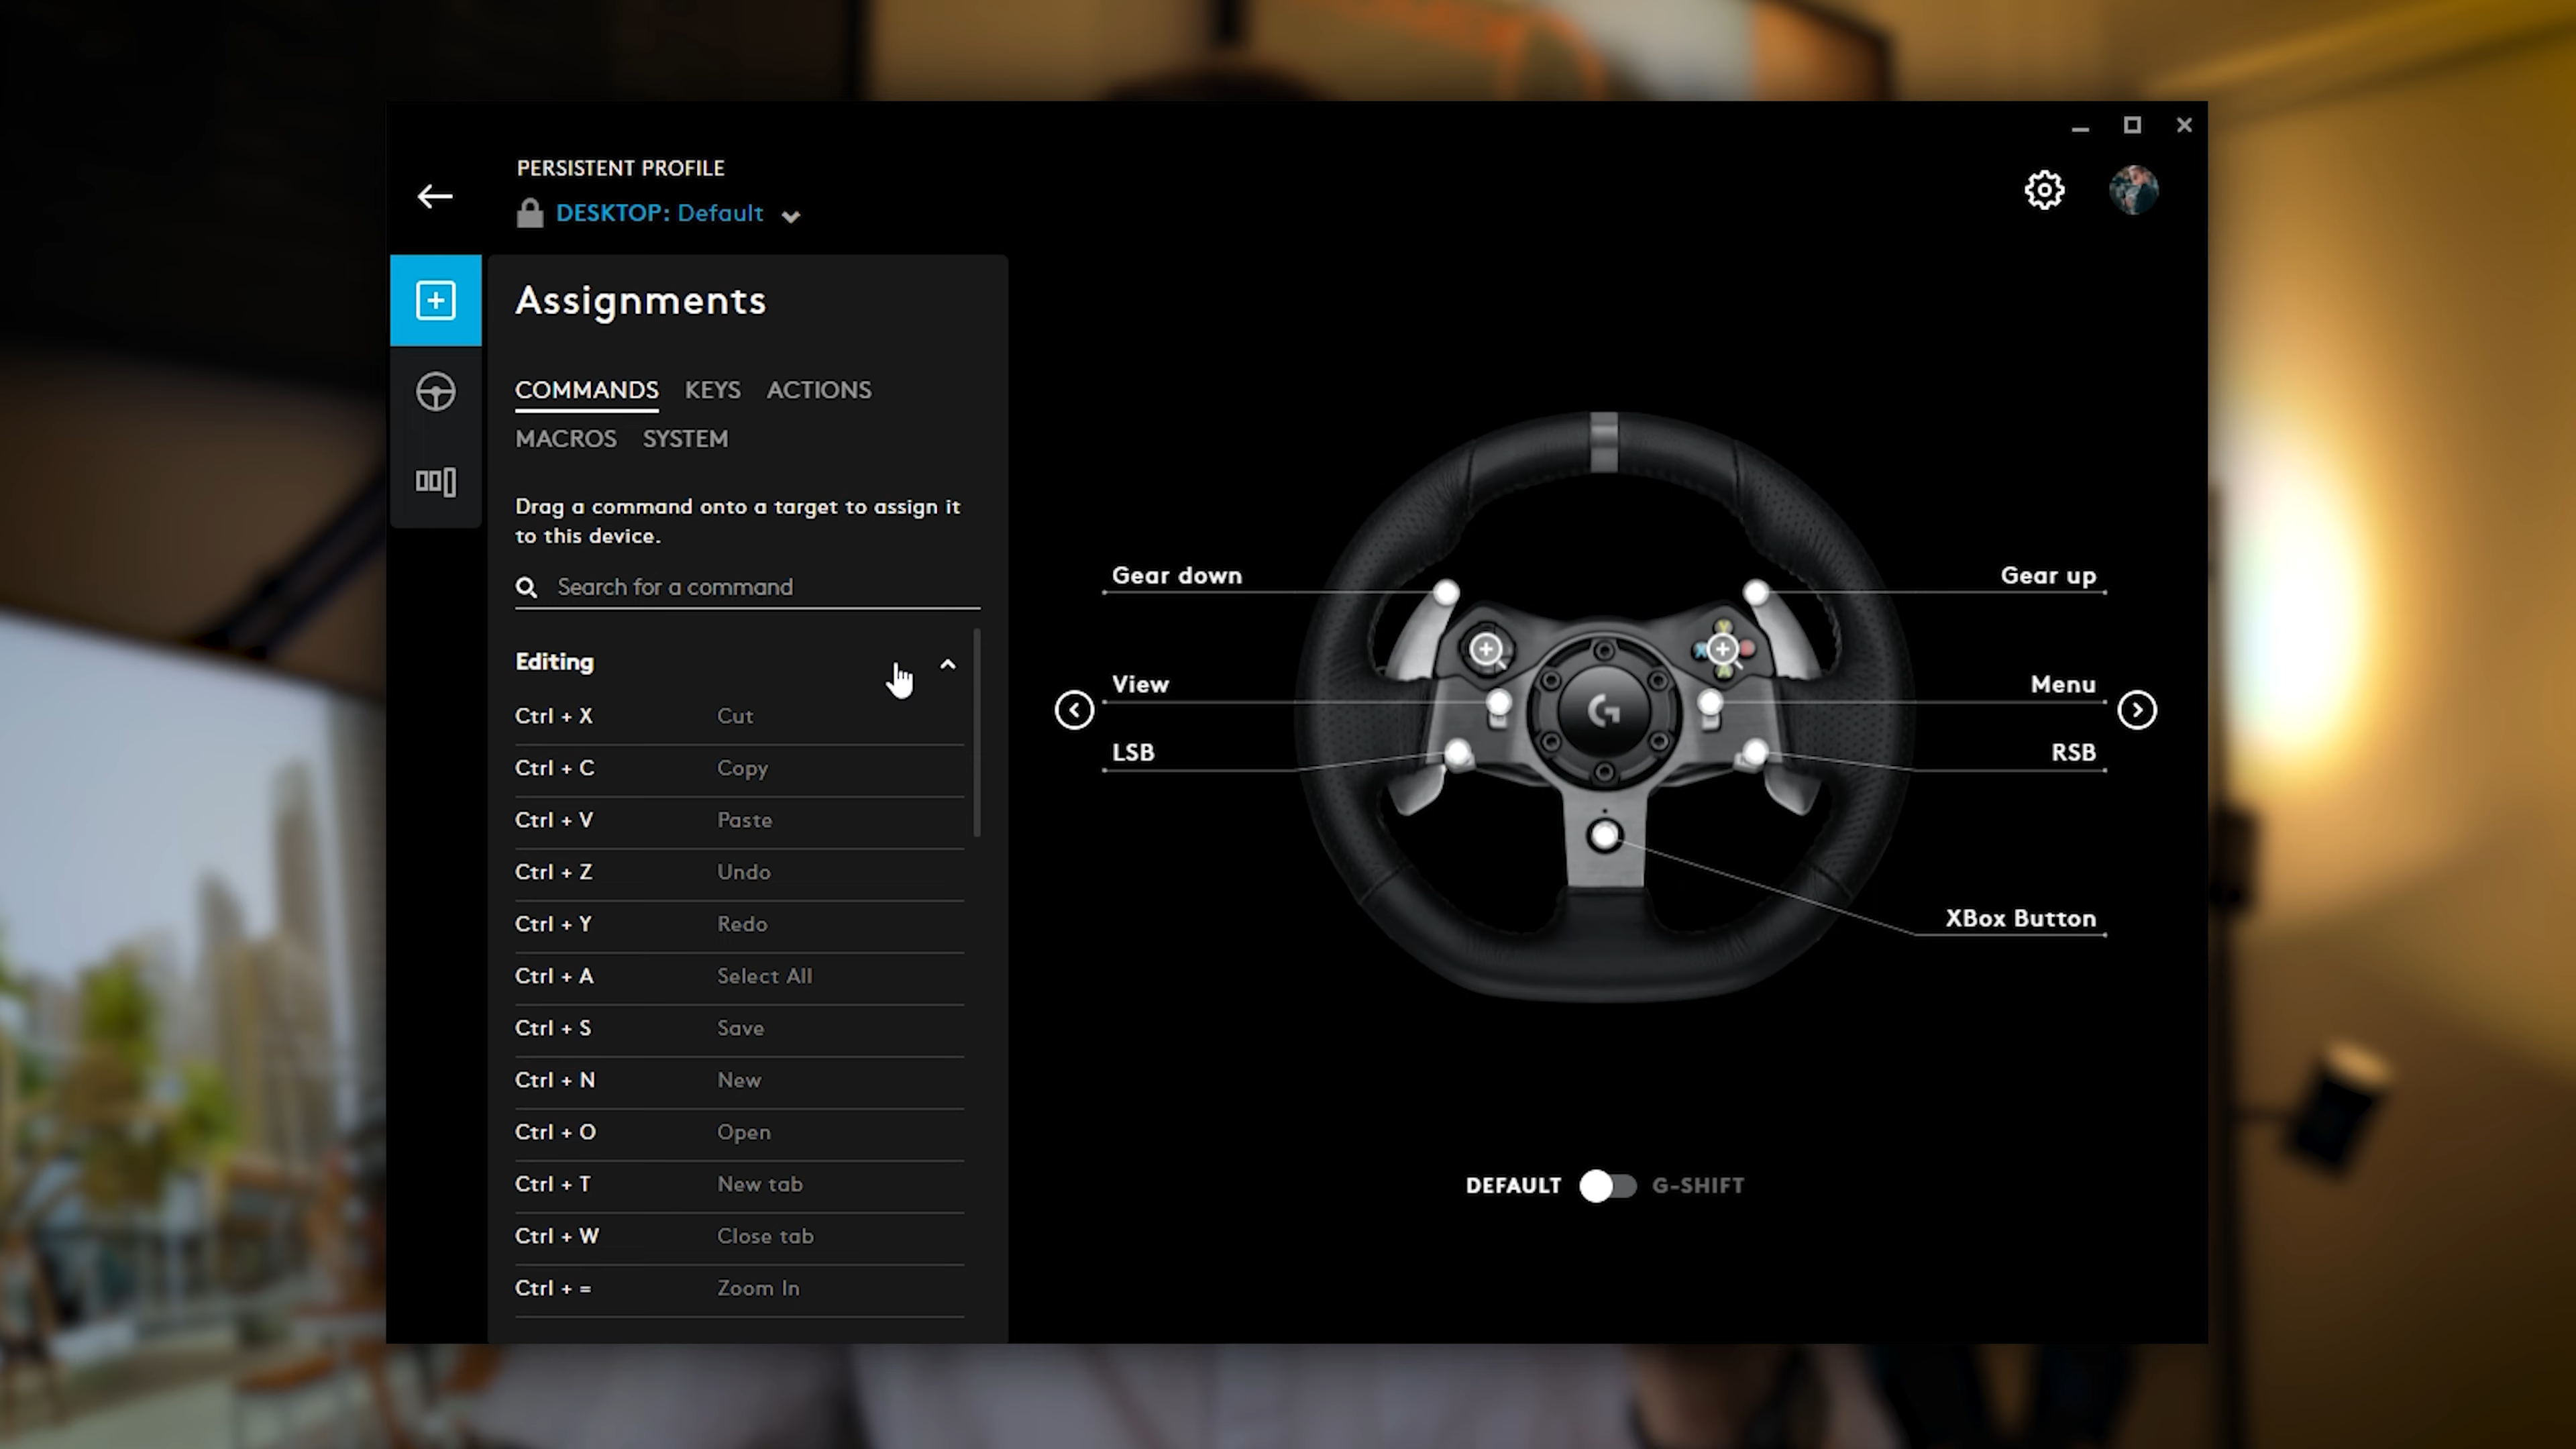 PERSISTENT PROFILE
DESKTOP: Default
Assignments
COMMANDS KEYS ACTIONS
MACROS SYSTEM
Drag a command onto a target to assign it
to this device.
Search for a command
Editing
Ctrl + X Cut
Ctrl + C Copy
Ctrl + V Paste
Ctrl + Z Undo
Ctrl + Y Redo
Ctrl + A Select All
Ctrl + S Save
Ctrl + N New
Ctrl + O Open
Ctrl + T New tab
Ctrl + W Close tab
Ctrl + = Zoom In
Gear down
View
LSB
Y
X
A
G
Gear up
Menu
RSB
XBox Button
DEFAULT G-SHIFT